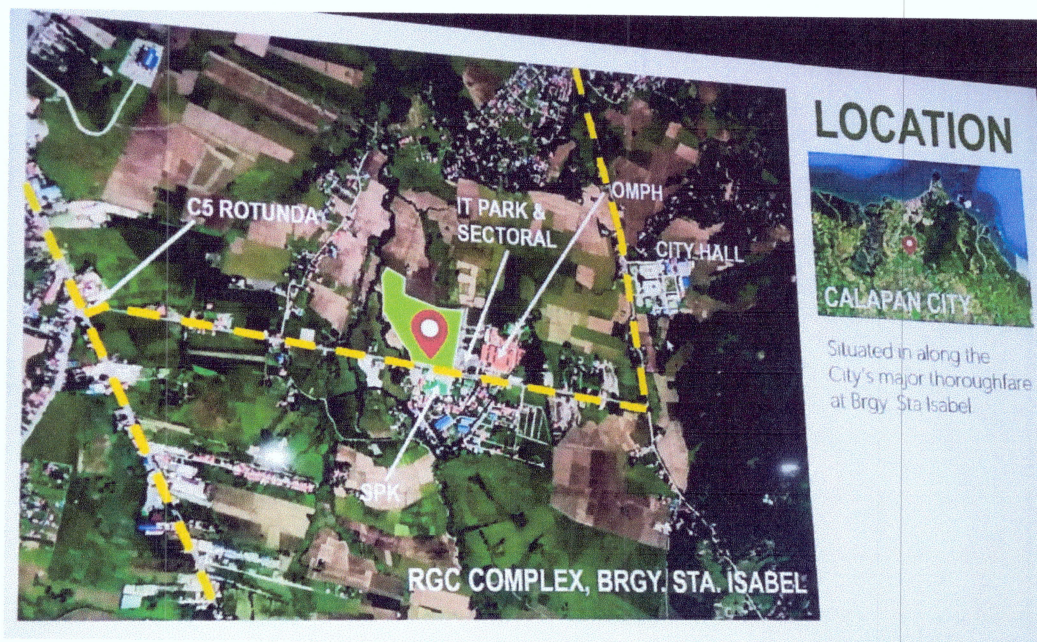 LOCATION
C5 ROTUNDA
IT PARK &
SECTORAL
OMPH
CITY HALL
CALAPAN CITY
Situated in along the
City's major thoroughfare
at Brgy. Sta Isabel
SPK
RGC COMPLEX, BRGY. STA. ISABEL